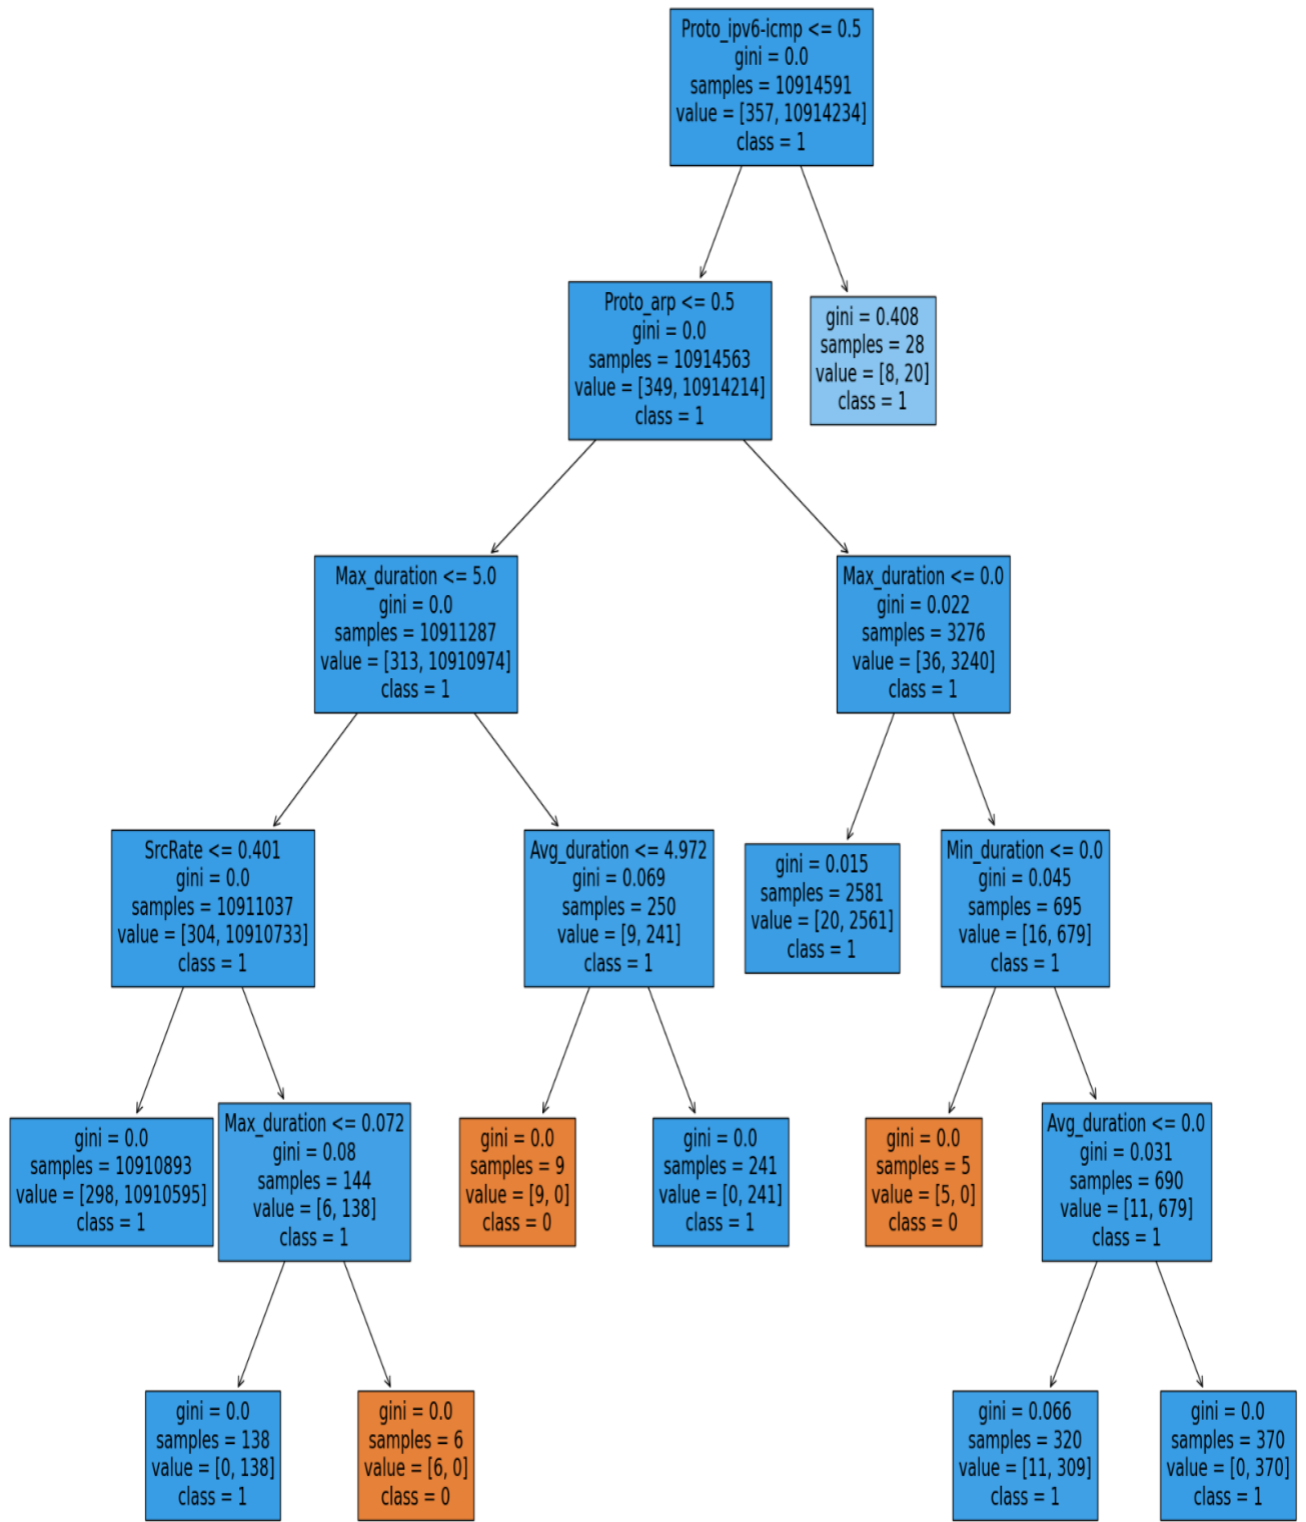 Proto_ipv6-icmp <= 0.5
gini = 0.0
samples = 10914591
value = [357, 10914234]
class = 1
Proto_arp <= 0.5
gini = 0.0
samples = 10914563
value = [349, 10914214]
class = 1
gini = 0.408
samples = 28
value = [8, 20]
class = 1
Max_duration <= 5.0
gini = 0.0
samples = 10911287
value = [313, 10910974]
class = 1
Max_duration <= 0.0
gini = 0.022
samples = 3276
value = [36, 3240]
class = 1
SrcRate <= 0.401
gini = 0.0
samples = 10911037
value = [304, 10910733]
class = 1
Avg_duration <= 4.972
gini = 0.069
samples = 250
value = [9, 241]
class = 1
gini = 0.015
samples = 2581
value = [20, 2561]
class = 1
Min_duration <= 0.0
gini = 0.045
samples = 695
value = [16, 679]
class = 1
gini = 0.0
samples = 10910893
value = [298, 10910595]
class = 1
Max_duration <= 0.072
gini = 0.08
samples = 144
value = [6, 138]
class = 1
gini = 0.0
samples = 9
value = [9, 0]
class = 0
gini = 0.0
samples = 241
value = [0, 241]
class = 1
gini = 0.0
samples = 5
value = [5, 0]
class = 0
Avg_duration <= 0.0
gini = 0.031
samples = 690
value = [11, 679]
class = 1
gini = 0.0
samples = 138
value = [0, 138]
class = 1
gini = 0.0
samples = 6
value = [6, 0]
class = 0
gini = 0.066
samples = 320
value = [11, 309]
class = 1
gini = 0.0
samples = 370
value = [0, 370]
class = 1